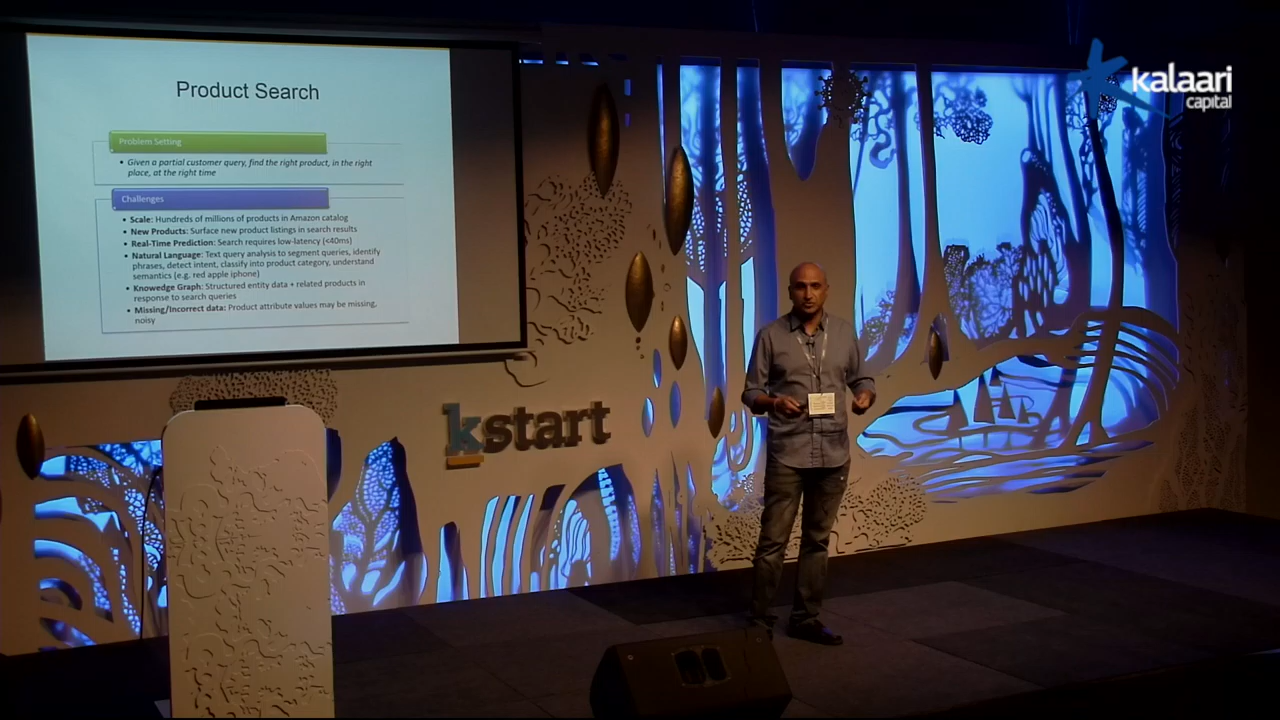 Product Search
Problem Setting
• Given a partial customer query, find the right product, in the right
place, at the right time
Challenges
• Scale: Hundreds of millions of products in Amazon catalog
• New Products: Surface new product listings in search results
• Real-Time Prediction: Search requires low-latency (<40ms)
• Natural Language: Text query analysis to segment queries, identify
phrases, detect intent, classify into product category, understand
semantics (e.g. red apple iphone)
• Knowedge Graph: Structured entity data + related products in
response to search queries
• Missing/Incorrect data: Product attribute values may be missing,
noisy
kalaari
capital
kstart